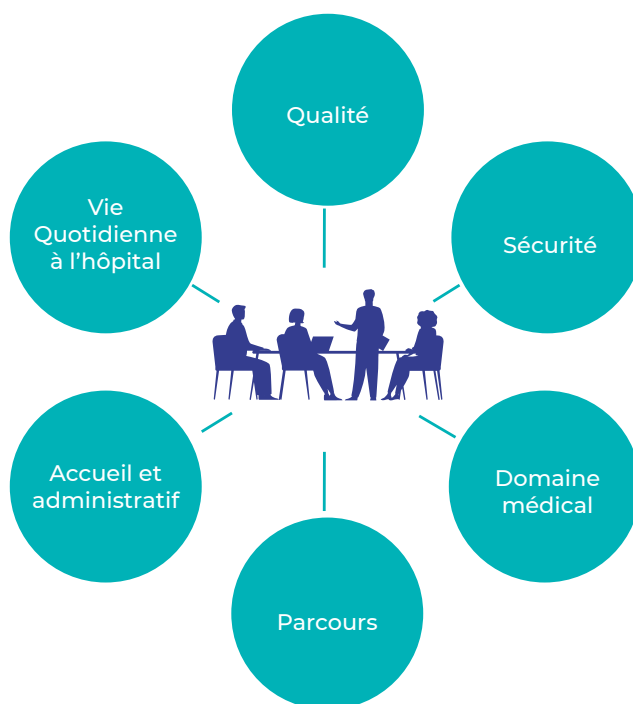 Qualité
Vie
Quotidienne
à l’hôpital
Sécurité
Accueil et
administratif
Domaine
médical
Parcours